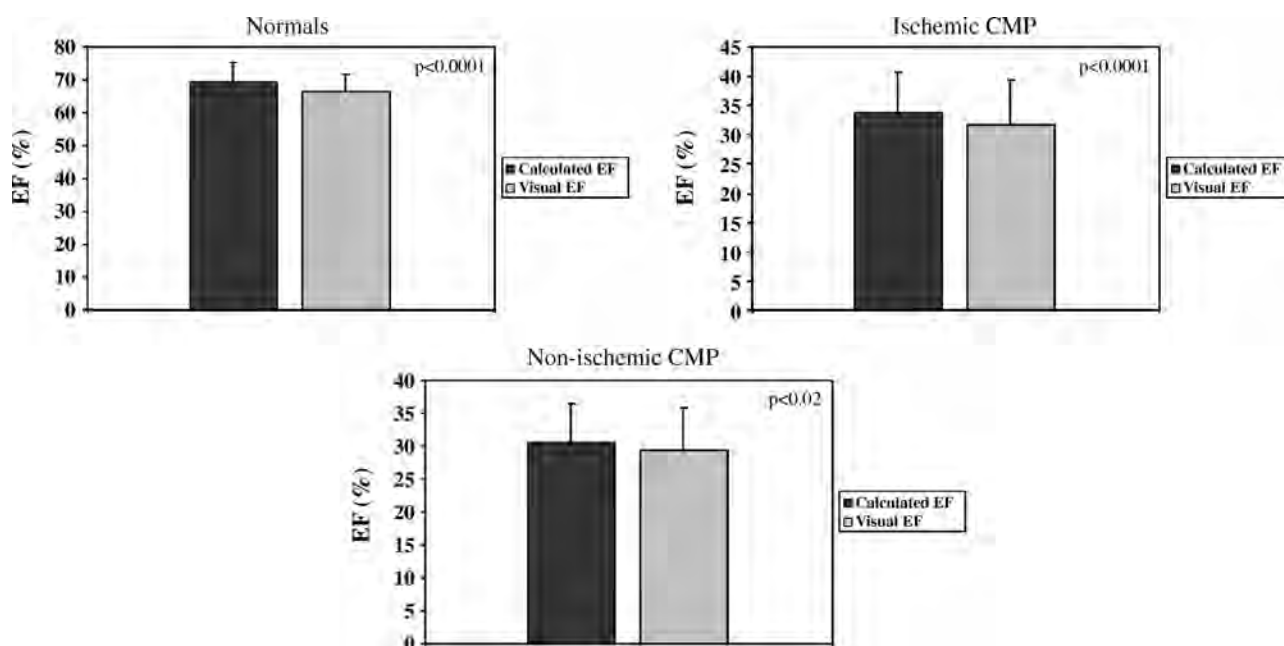 Normals
80
70
60
50
40
30
20
10
0
EF (%)
p<0.0001
Calculated EF
Visual EF
Ischemic CMP
45
40
35
30
25
20
15
10
5
0
EF (%)
p<0.0001
Calculated EF
Visual EF
Non-ischemic CMP
40
35
30
25
20
15
10
5
0
EF (%)
p<0.02
Calculated EF
Visual EF